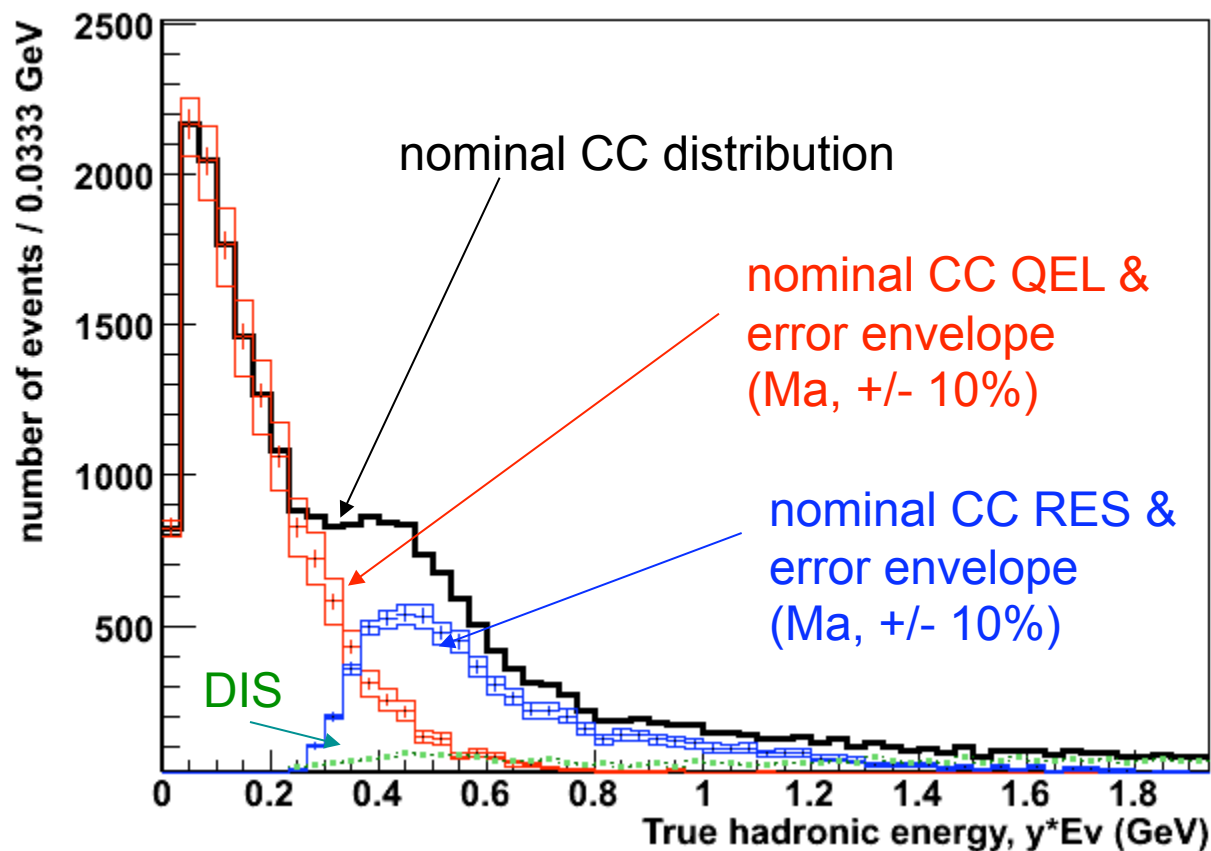 2500
2000
1500
1000
500
number of events / 0.0333 GeV
nominal CC distribution
nominal CC QEL &
error envelope
(Ma, +/- 10%)
nominal CC RES &
error envelope
(Ma, +/- 10%)
DIS
0 0.2 0.4 0.6 0.8 1 1.2 1.4 1.6 1.8
True hadronic energy, y*Ev (GeV)